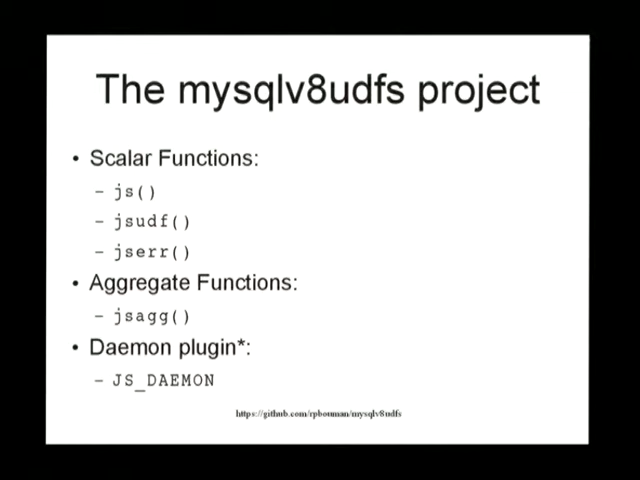 The mysqlv8udfs project
• Scalar Functions:
– js()
– jsudf()
– jserr()
• Aggregate Functions:
– jsagg()
• Daemon plugin*:
– JS_DAEMON
https://github.com/rpbouman/mysqlv8udfs